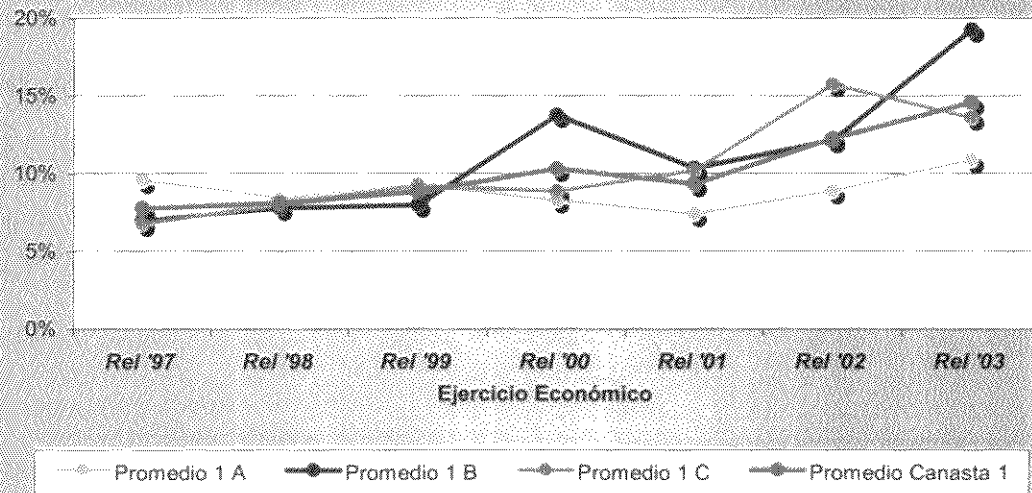 20%
15%
10%
5%
0%
Rel '97 Rel '98 Rel '99 Rel '00 Rel '01 Rel '02 Rel '03
Ejercicio Económico
Promedio 1 A Promedio 1 B Promedio 1 C Promedio Canasta 1